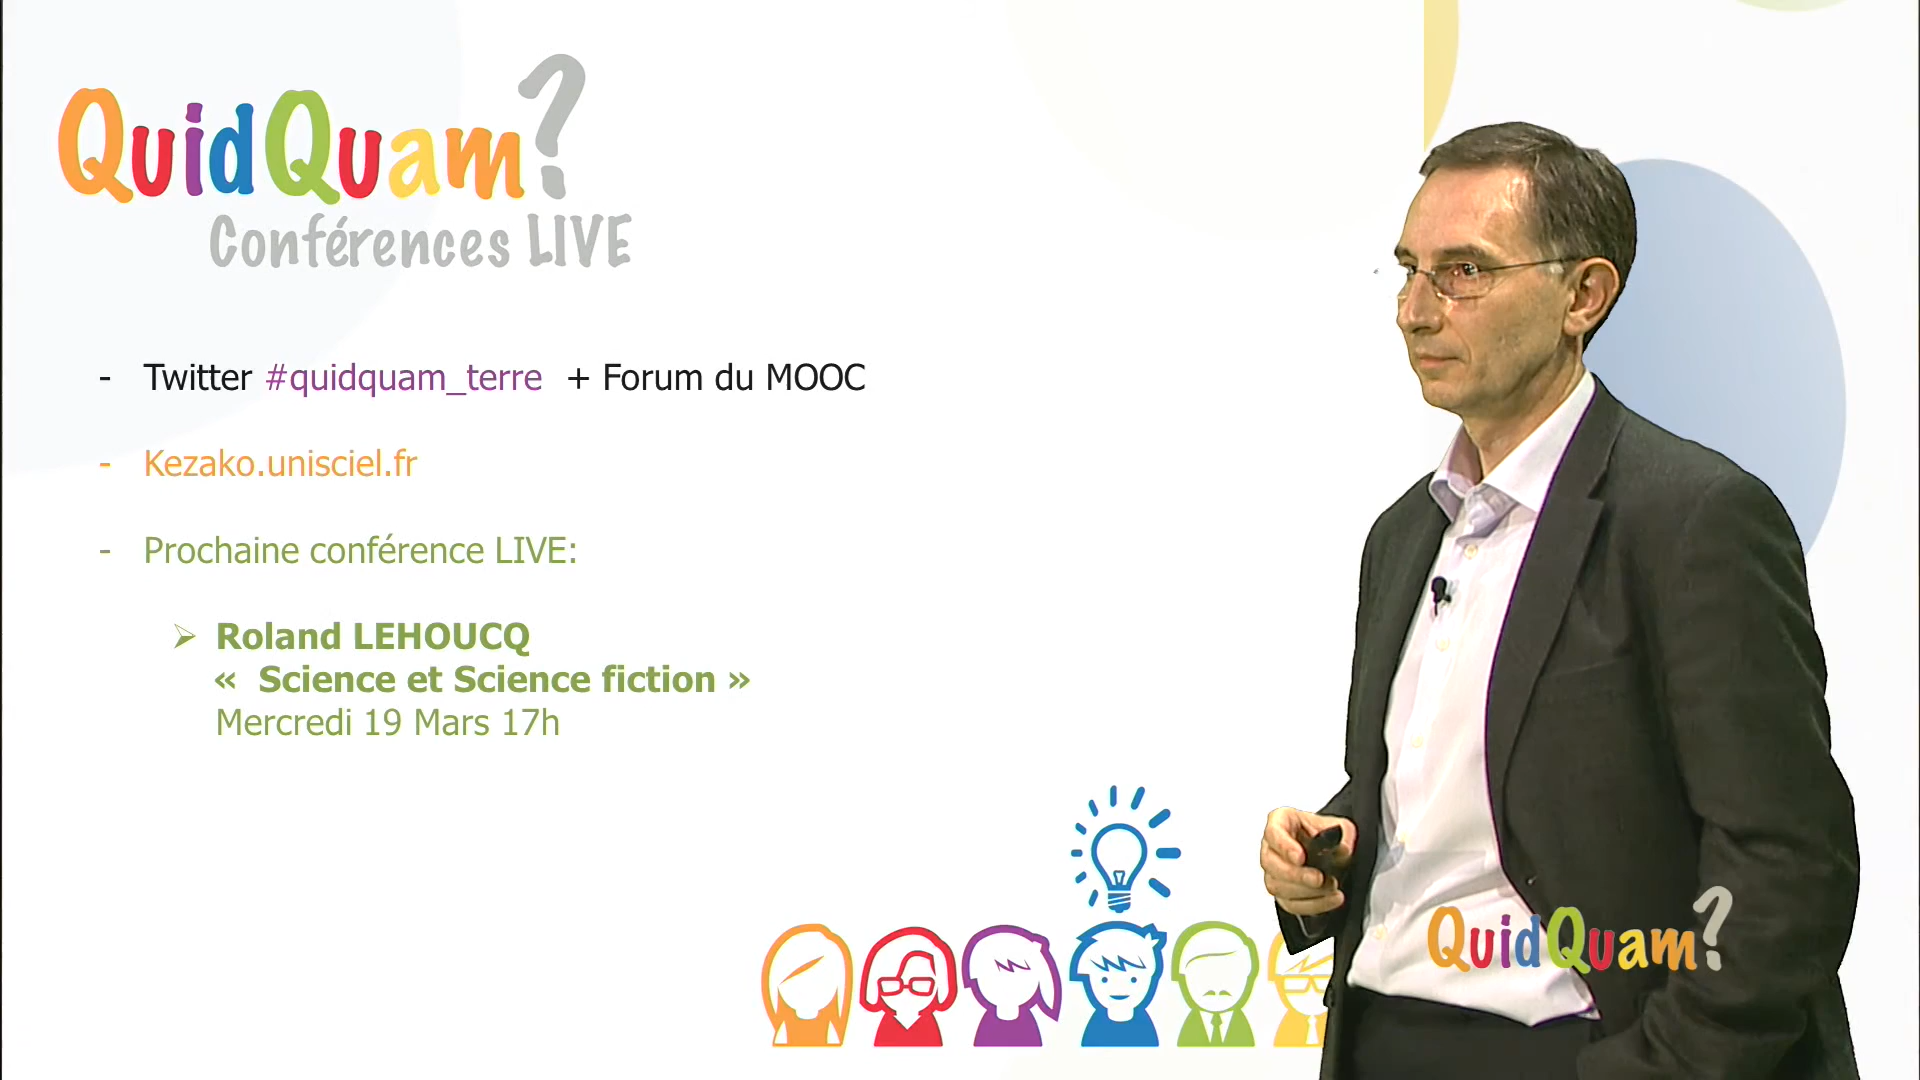 QuidQuam?
Conférences LIVE
- Twitter #quidquam_terre + Forum du MOOC
- Kezako.unisciel.fr
- Prochaine conférence LIVE:
➢ Roland LEHOUCQ
« Science et Science fiction »
Mercredi 19 Mars 17h
QuidQuam?